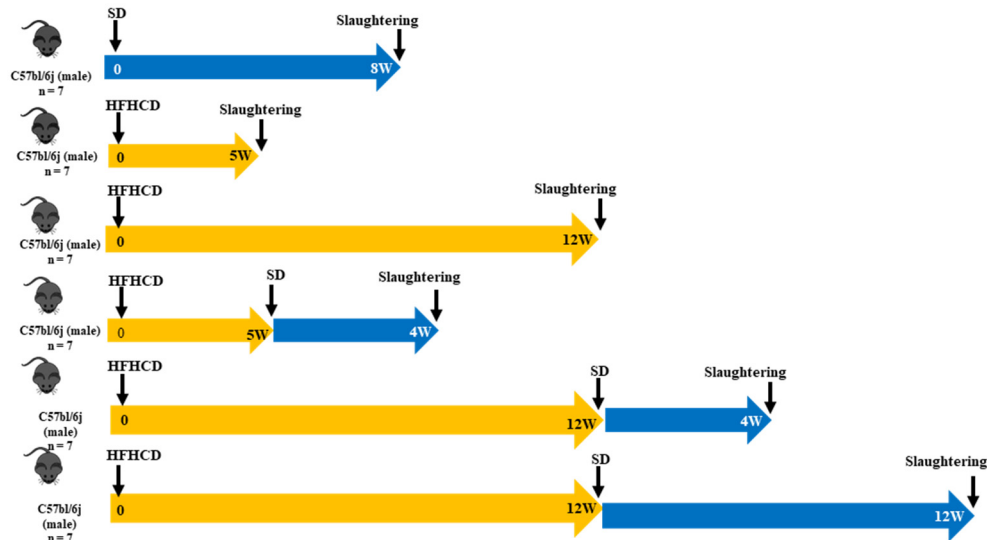 SD
Slaughtering
0
8W
C57bl/6j (male)
n = 7
HFHCD
Slaughtering
0
5W
C57bl/6j (male)
n = 7
HFHCD
Slaughtering
0
12W
C57bl/6j (male)
n = 7
HFHCD
SD
Slaughtering
0
5W
4W
C57bl/6j (male)
n = 7
HFHCD
SD
Slaughtering
0
12W
4W
C57bl/6j
(male)
n = 7
HFHCD
SD
Slaughtering
0
12W
12W
C57bl/6j
(male)
n = 7